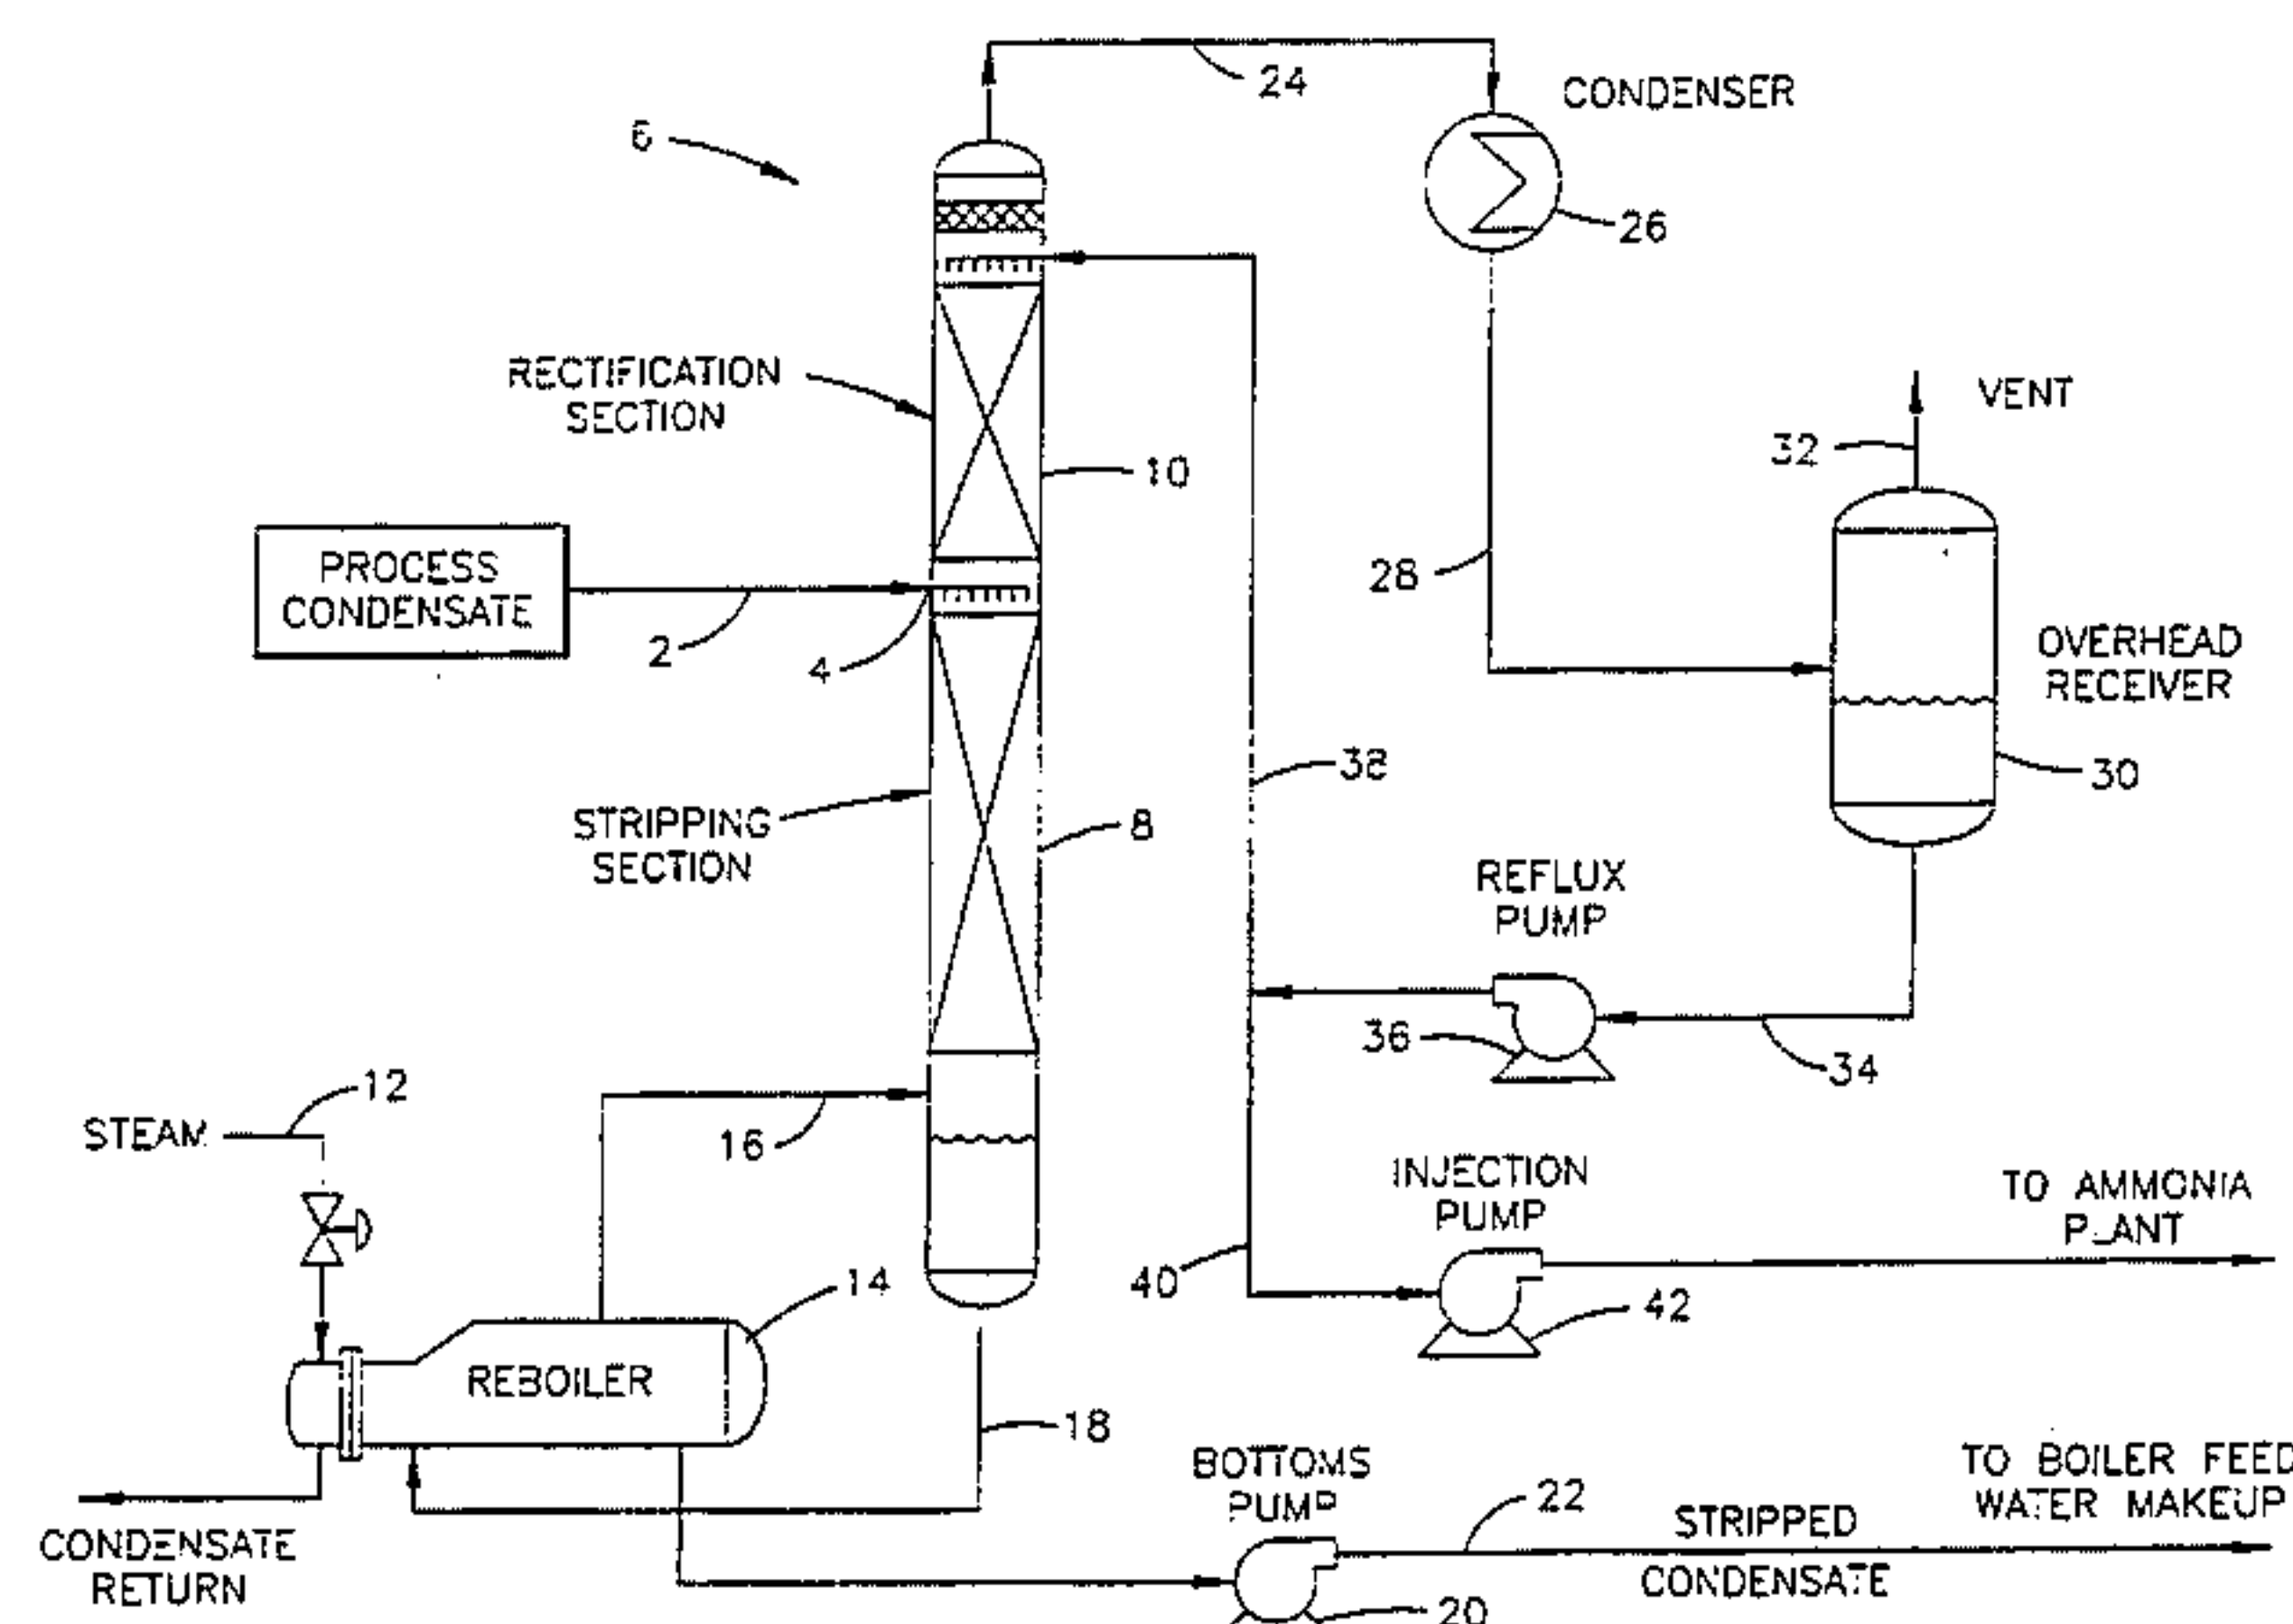 24
CONDENSER
6
26
RECTIFICATION
SECTION
VENT
32
10
PROCESS
CONDENSATE
28
2
4
OVERHEAD
RECEIVER
38
30
STRIPPING
SECTION
8
REFLUX
PUMP
36
34
12
STEAM
16
INJECTION
PUMP
TO AMMONIA
PLANT
40
14
42
REBOILER
18
BOTTOMS
PUMP
22
TO BOILER FEED
WATER MAKEUP
STRIPPED
CONDENSATE
CONDENSATE
RETURN
20